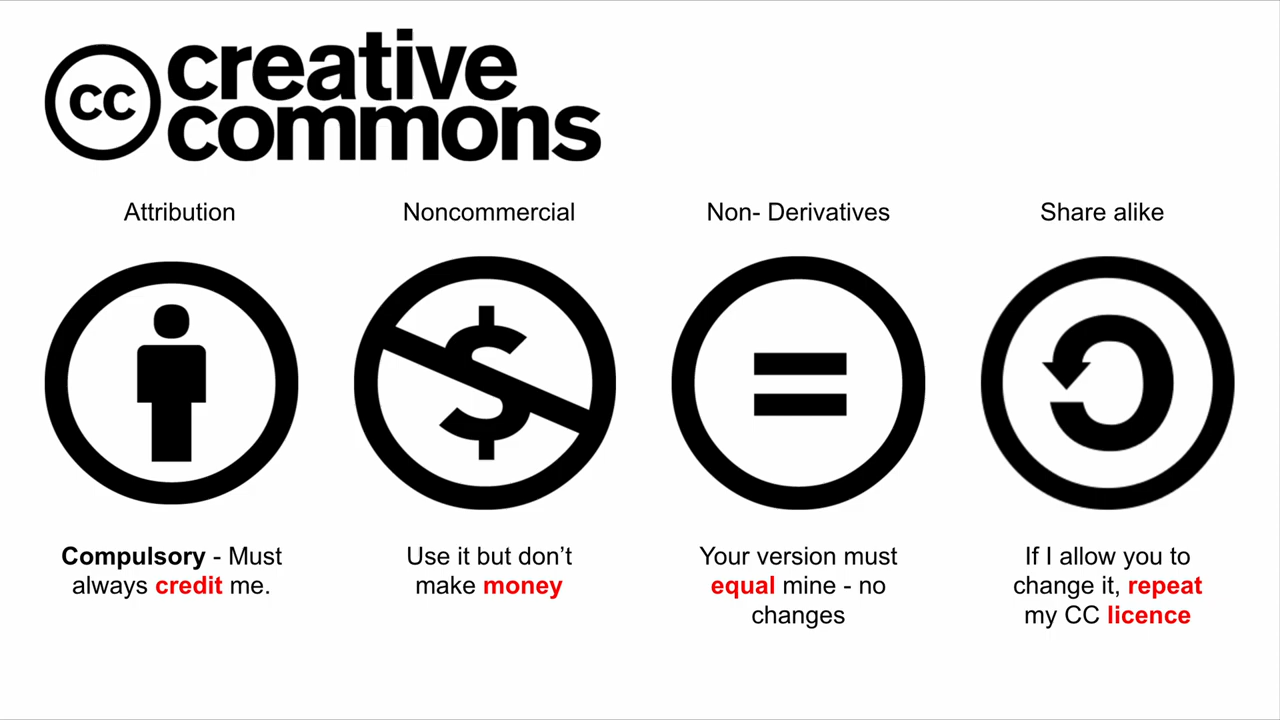 cc creative
commons
Attribution
Noncommercial
Non- Derivatives
Share alike
Compulsory - Must
always credit me.
Use it but don’t
make money
Your version must
equal mine - no
changes
If I allow you to
change it, repeat
my CC licence